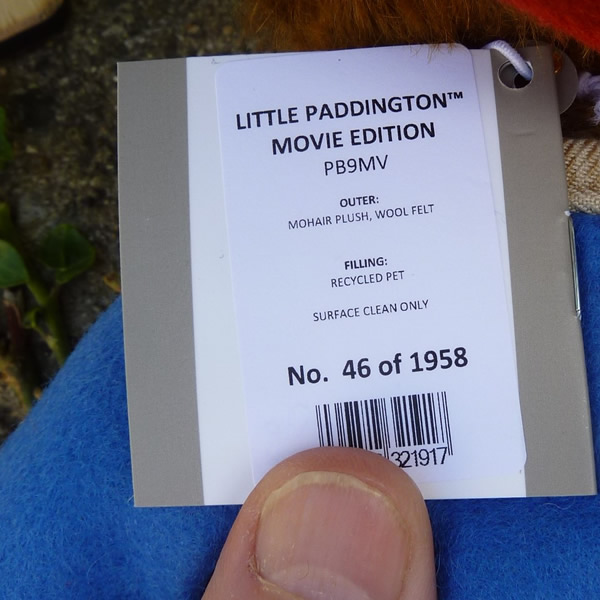 LITTLE PADDINGTON™
MOVIE EDITION
PB9MV
OUTER:
MOHAIR PLUSH, WOOL FELT
FILLING:
RECYCLED PET
SURFACE CLEAN ONLY
No. 46 of 1958
321917